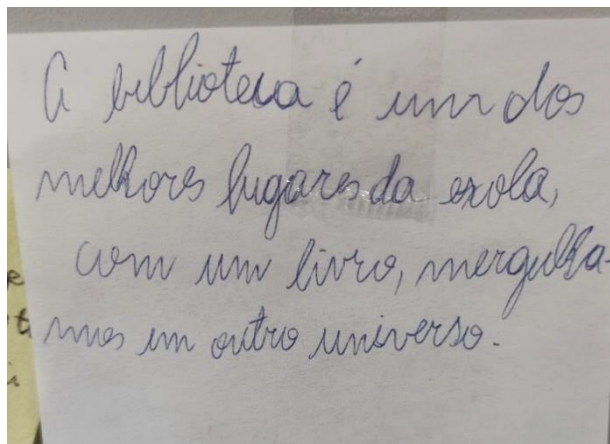 A biblioteca é um dos
melhores lugares da escola,
com um livro, mergulha-
mos em outro universo.